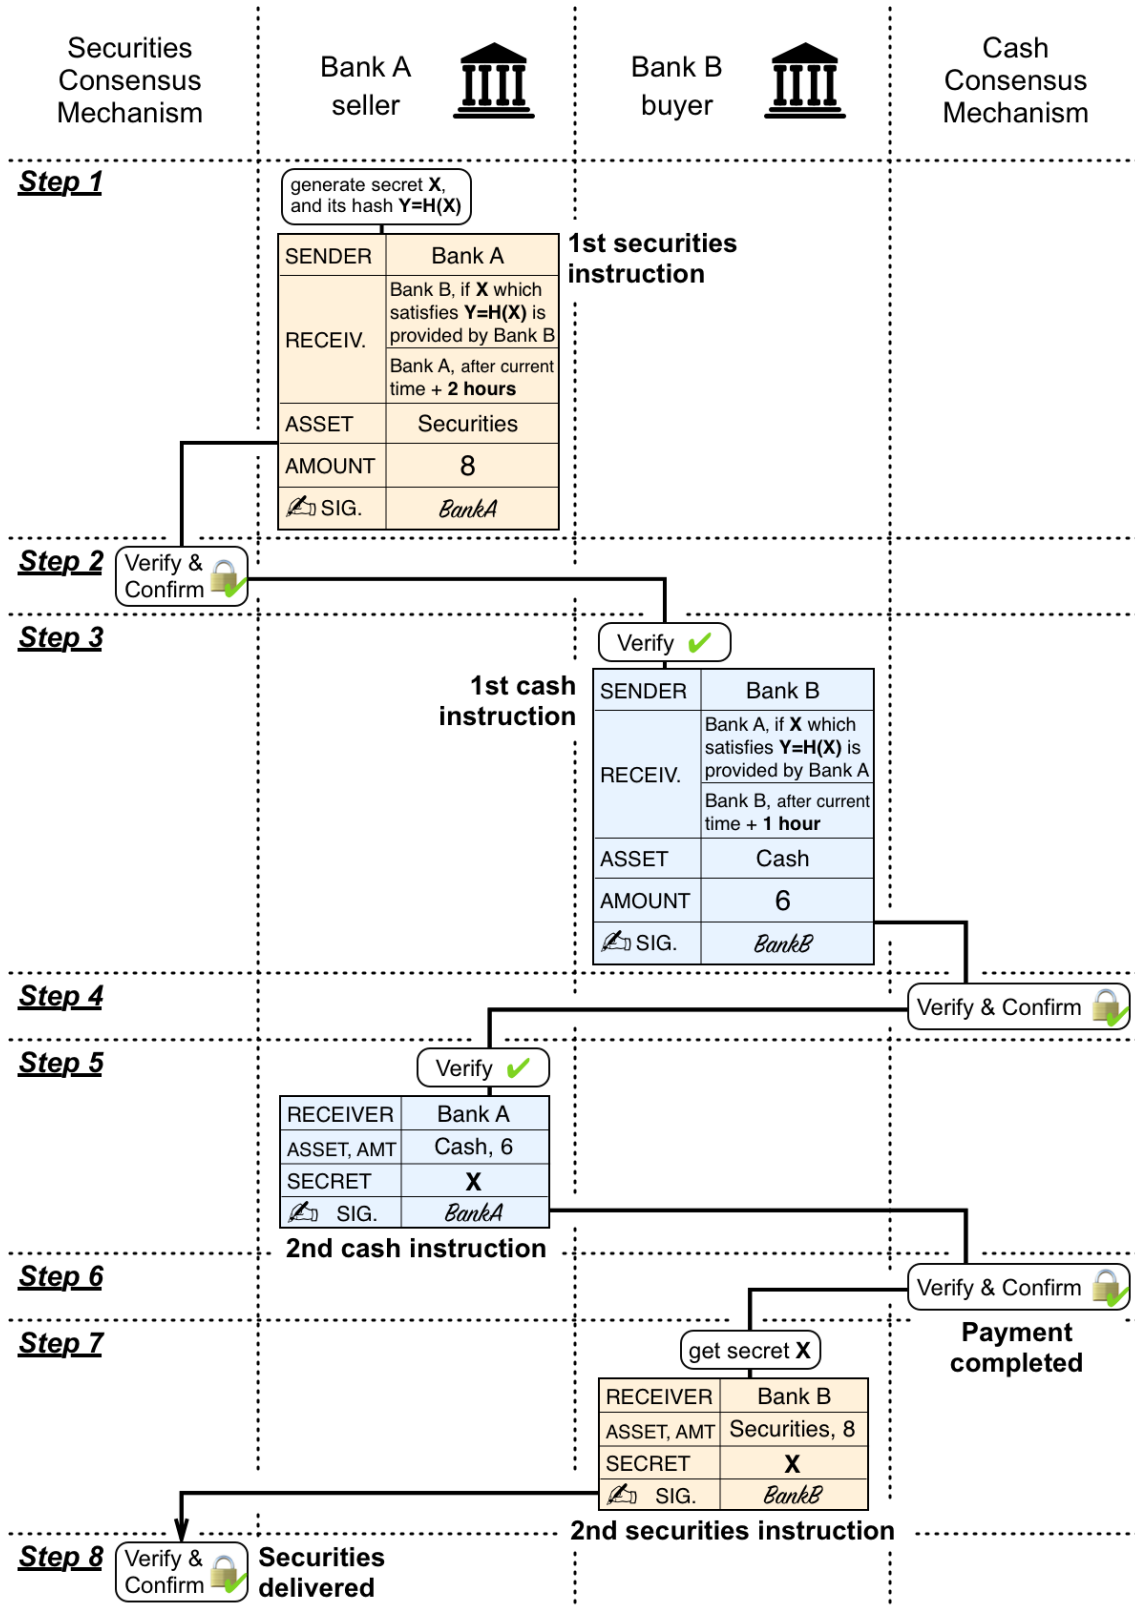 Securities
Consensus
Mechanism
Bank A
seller
Bank B
buyer
Cash
Consensus
Mechanism
Step 1
generate secret X,
and its hash Y=H(X)
1st securities
instruction
SENDER
Bank A
RECEIV.
Bank B, if X which
satisfies Y=H(X) is
provided by Bank B
Bank A, after current
time + 2 hours
ASSET
Securities
AMOUNT
8
SIG.
BankA
Step 2
Verify &
Confirm
Step 3
Verify
1st cash
instruction
SENDER
Bank B
RECEIV.
Bank A, if X which
satisfies Y=H(X) is
provided by Bank A
Bank B, after current
time + 1 hour
ASSET
Cash
AMOUNT
6
SIG.
BankB
Step 4
Verify & Confirm
Step 5
Verify
RECEIVER
Bank A
ASSET, AMT
Cash, 6
SECRET
X
SIG.
BankA
2nd cash instruction
Step 6
Verify & Confirm
Payment
completed
Step 7
get secret X
RECEIVER
Bank B
ASSET, AMT
Securities, 8
SECRET
X
SIG.
BankB
2nd securities instruction
Step 8
Verify &
Confirm
Securities
delivered